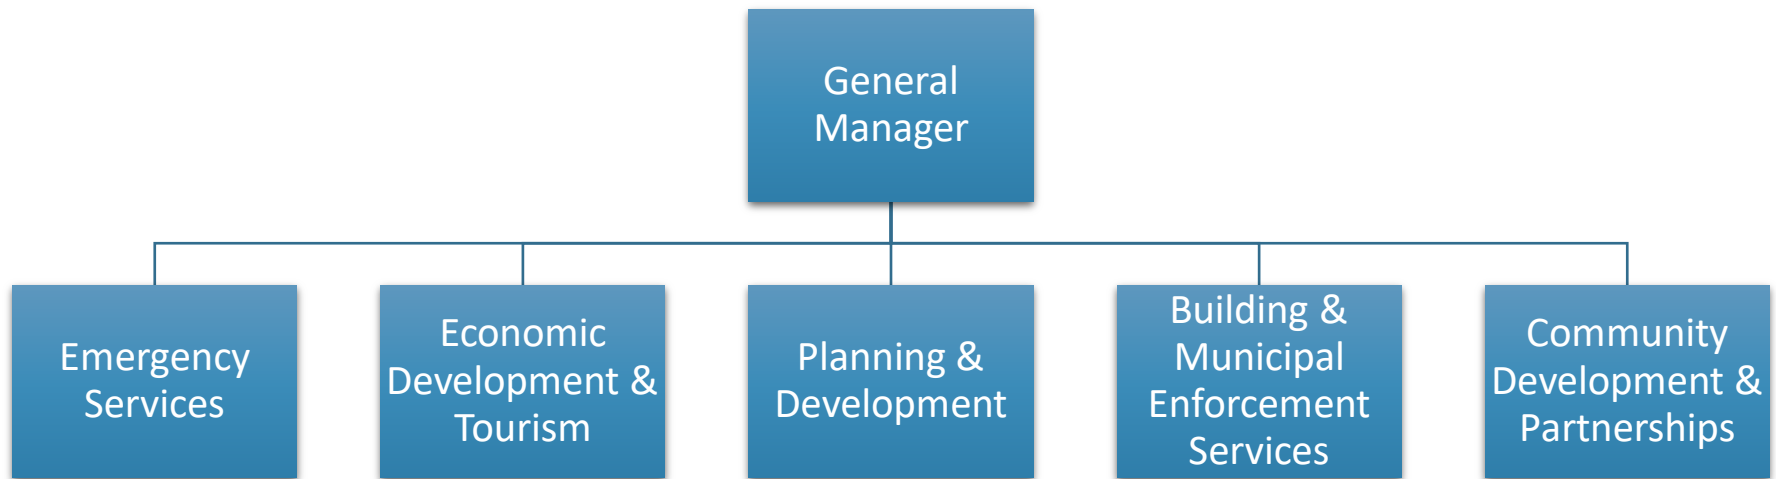 General
Manager
Emergency
Services
Economic
Development &
Tourism
Planning &
Development
Building &
Municipal
Enforcement
Services
Community
Development &
Partnerships